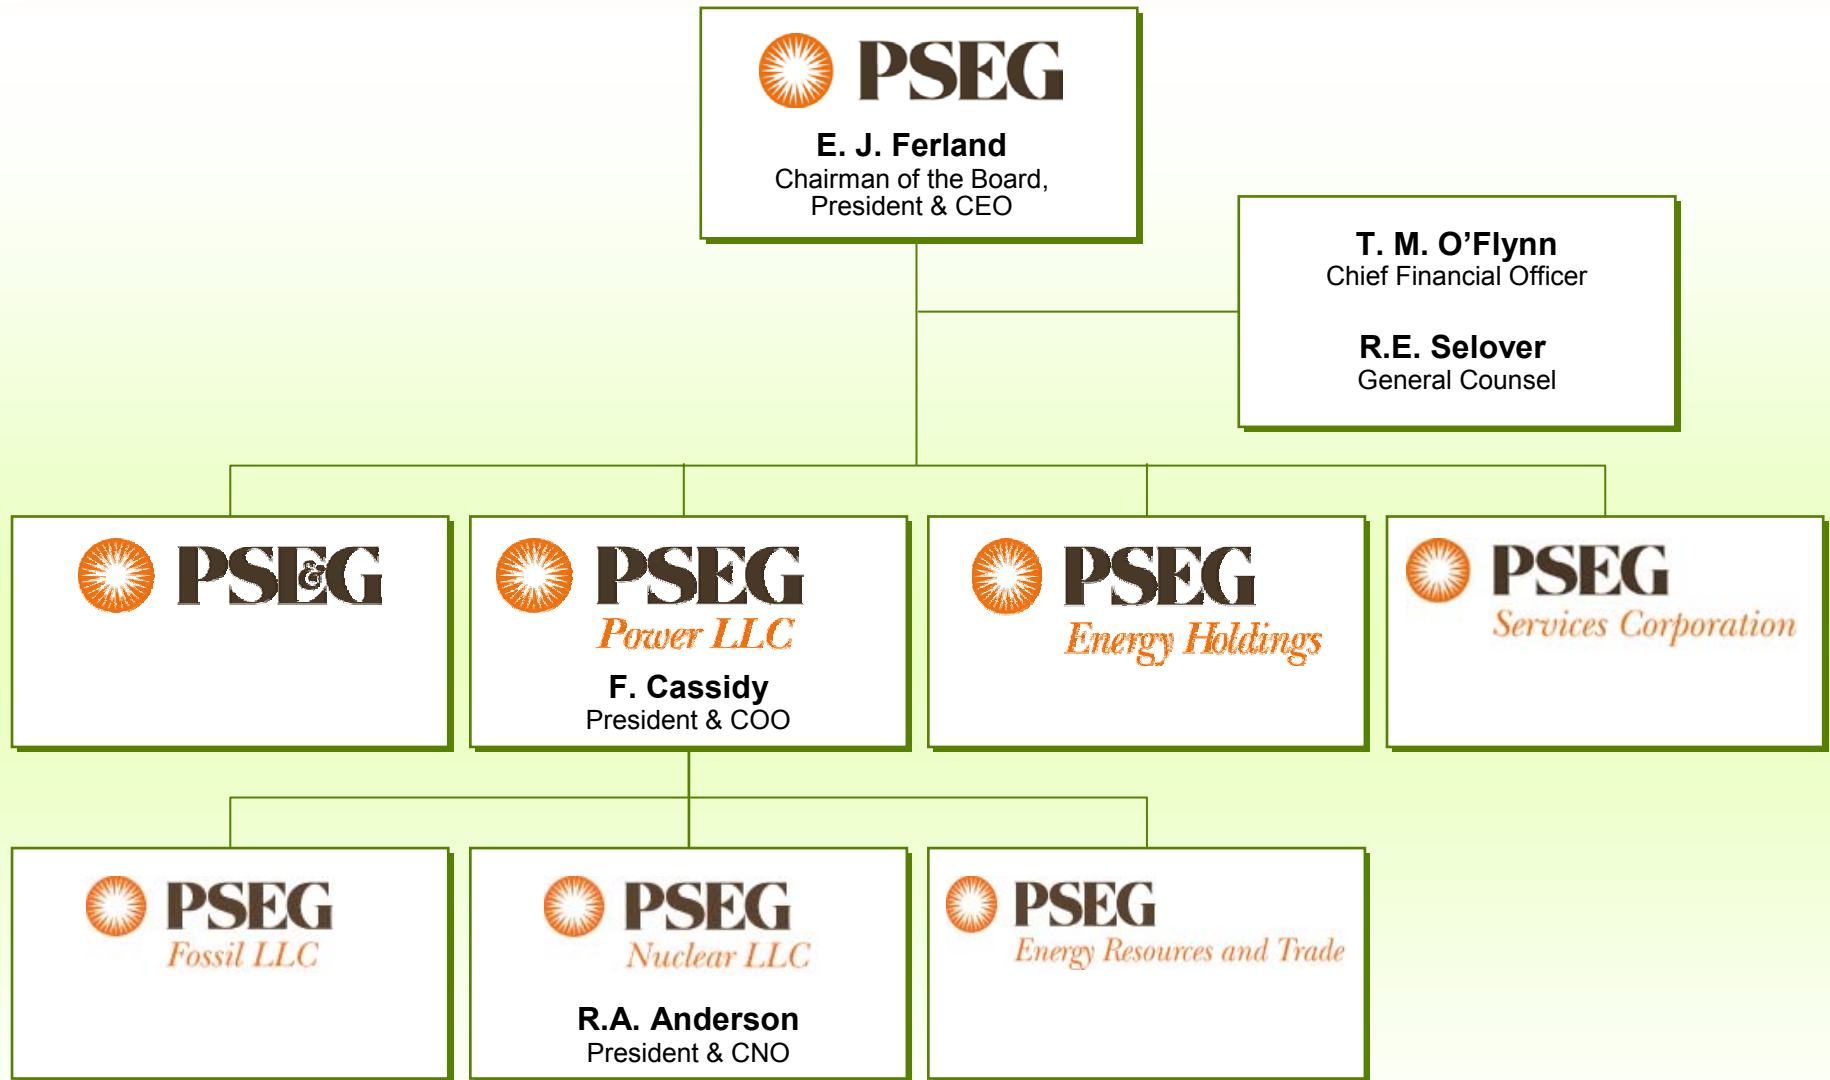 PSEG
E. J. Ferland
Chairman of the Board,
President & CEO
T. M. O’Flynn
Chief Financial Officer
R.E. Selover
General Counsel
PSE&G
PSEG
Power LLC
F. Cassidy
President & COO
PSEG
Energy Holdings
PSEG
Services Corporation
PSEG
Fossil LLC
PSEG
Nuclear LLC
R.A. Anderson
President & CNO
PSEG
Energy Resources and Trade